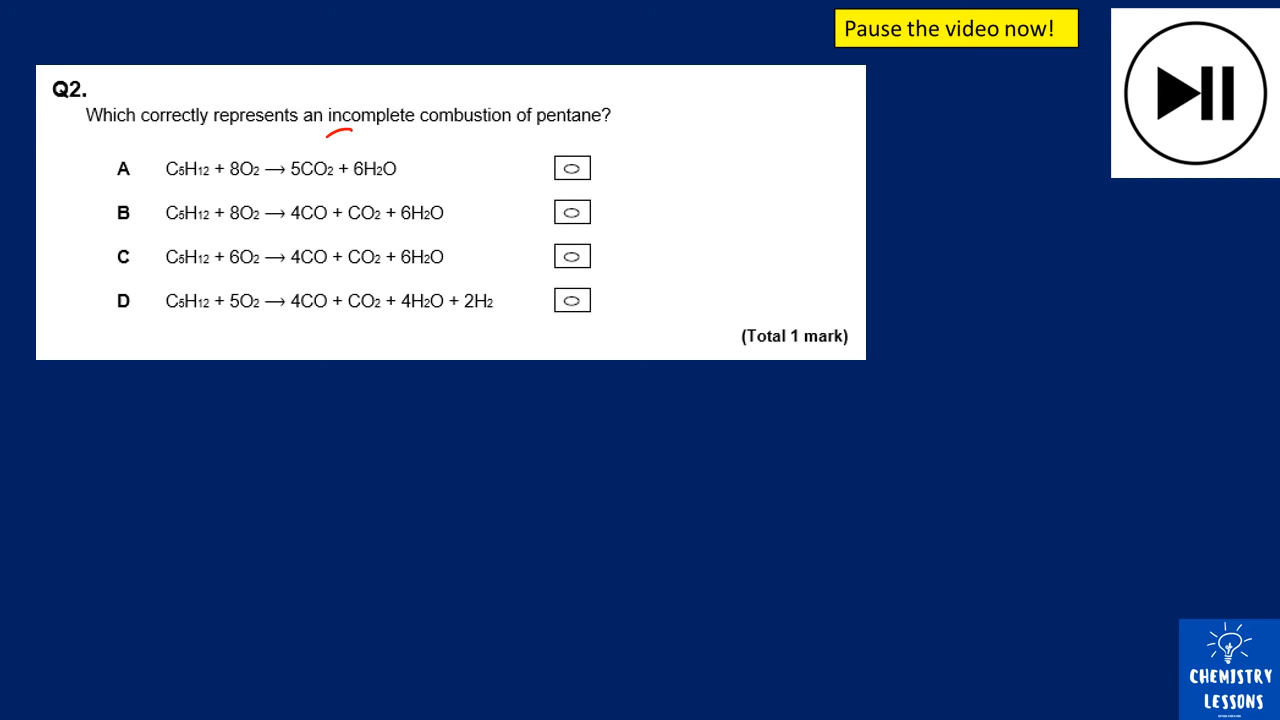 Pause the video now!
Q2.
Which correctly represents an incomplete combustion of pentane?
A C₅H₁₂ + 8O₂ → 5CO₂ + 6H₂O
B C₅H₁₂ + 8O₂ → 4CO + CO₂ + 6H₂O
C C₅H₁₂ + 6O₂ → 4CO + CO₂ + 6H₂O
D C₅H₁₂ + 5O₂ → 4CO + CO₂ + 4H₂O + 2H₂
(Total 1 mark)
CHEMISTRY
LESSONS